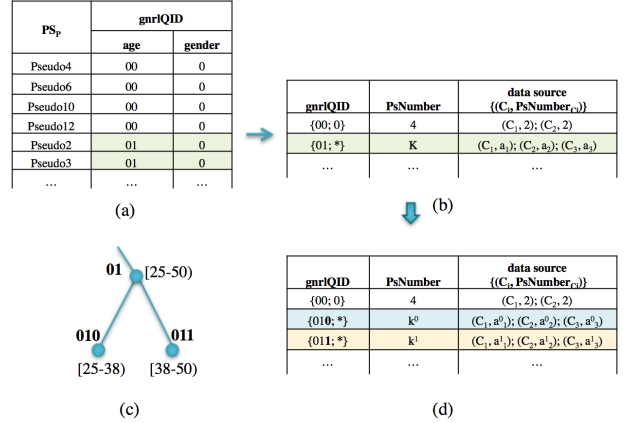 PS_P gnrlQID
age gender
Pseudo4 00 0
Pseudo6 00 0
Pseudo10 00 0
Pseudo12 00 0
Pseudo2 01 0
Pseudo3 01 0
... ... ...
(a)
data source
gnrlQID PsNumber {(C_i, PsNumber_Ci)}
{00; 0} 4 (C_1, 2); (C_2, 2)
{01; *} K (C_1, a_1); (C_2, a_2); (C_3, a_3)
... ... ...
(b)
01 [25-50)
010 011
[25-38) [38-50)
(c)
data source
gnrlQID PsNumber {(C_i, PsNumber_Ci)}
{00; 0} 4 (C_1, 2); (C_2, 2)
{010; *} k^0 (C_1, a^0_1); (C_2, a^0_2); (C_3, a^0_3)
{011; *} k^1 (C_1, a^1_1); (C_2, a^1_2); (C_3, a^1_3)
... ... ...
(d)